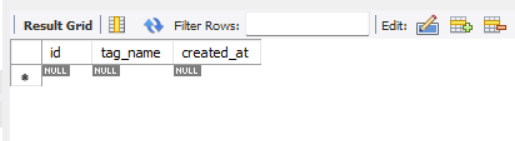 Result Grid Filter Rows: Edit:
id tag_name created_at
NULL NULL NULL